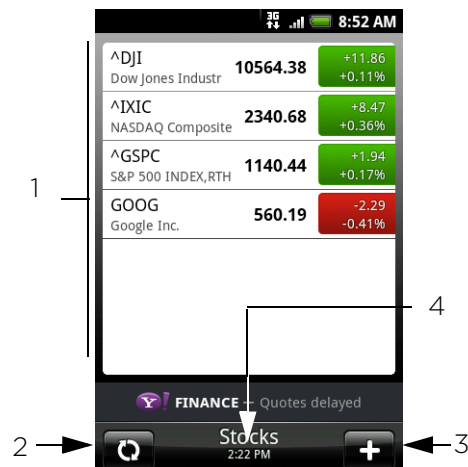 3G 8:52 AM
^DJI
Dow Jones Industr
10564.38
+11.86
+0.11%
^IXIC
NASDAQ Composite
2340.68
+8.47
+0.36%
^GSPC
S&P 500 INDEX,RTH
1140.44
+1.94
+0.17%
GOOG
Google Inc.
560.19
-2.29
-0.41%
1
4
Y! FINANCE – Quotes delayed
2
Stocks
2:22 PM
3